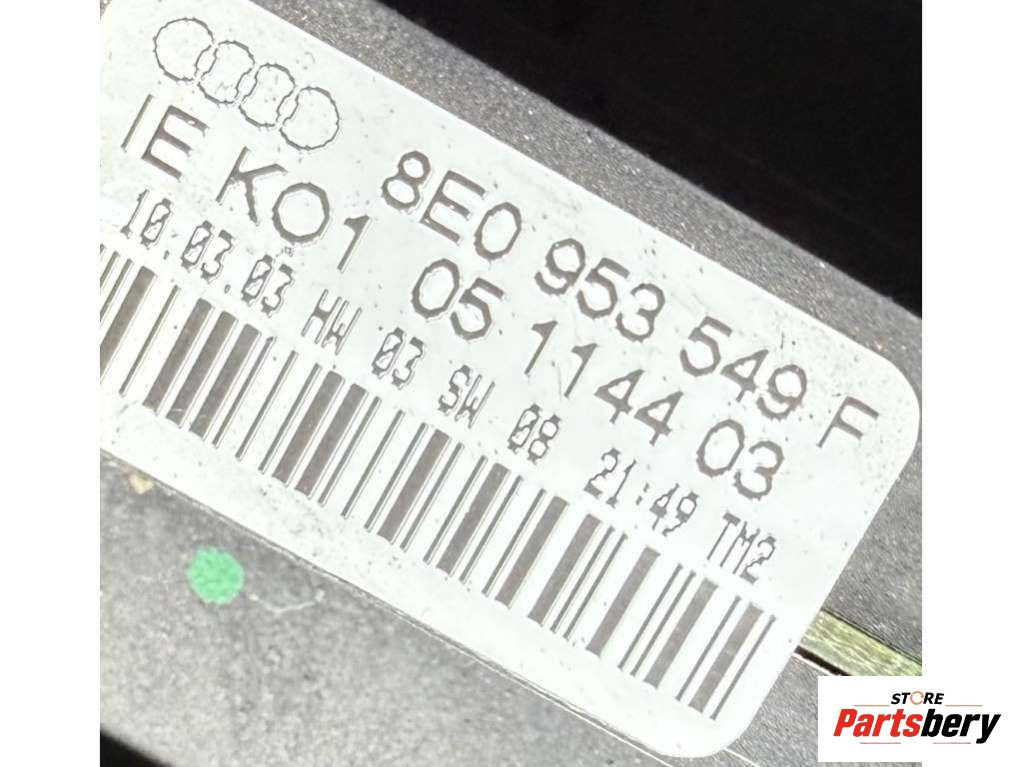 8E0 953 549 F
IE KO1 05 1144 03
10.03.03 HW 03 SW 08 21:49 TM2
STORE
Partsbery